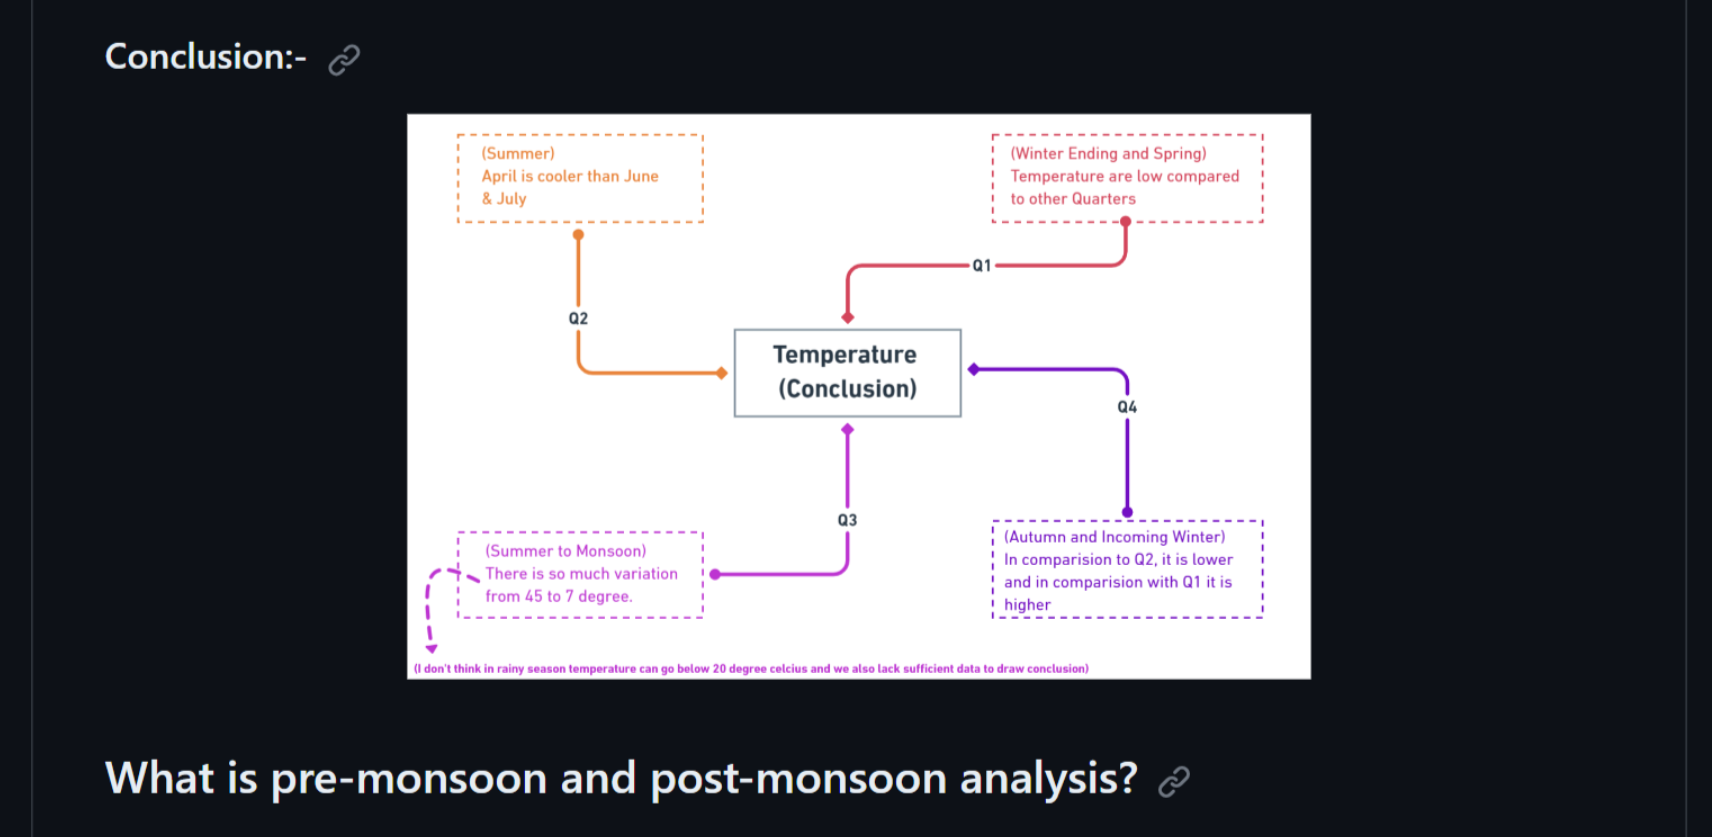 Conclusion:-
(Summer)
April is cooler than June
& July
(Winter Ending and Spring)
Temperature are low compared
to other Quarters
Q1
Q2
Temperature
(Conclusion)
Q4
Q3
(Summer to Monsoon)
There is so much variation
from 45 to 7 degree.
(Autumn and Incoming Winter)
In comparision to Q2, it is lower
and in comparision with Q1 it is
higher
(I don't think in rainy season temperature can go below 20 degree celcius and we also lack sufficient data to draw conclusion)
What is pre-monsoon and post-monsoon analysis?